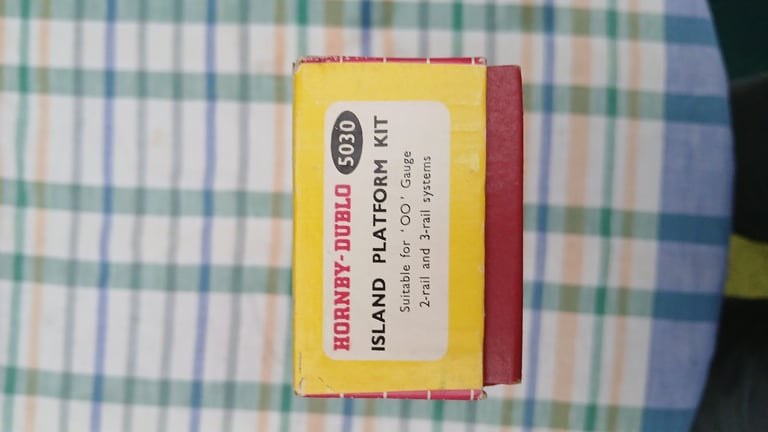 HORNBY-DUBLO 5030
ISLAND PLATFORM KIT
Suitable for 'OO' Gauge
2-rail and 3-rail systems